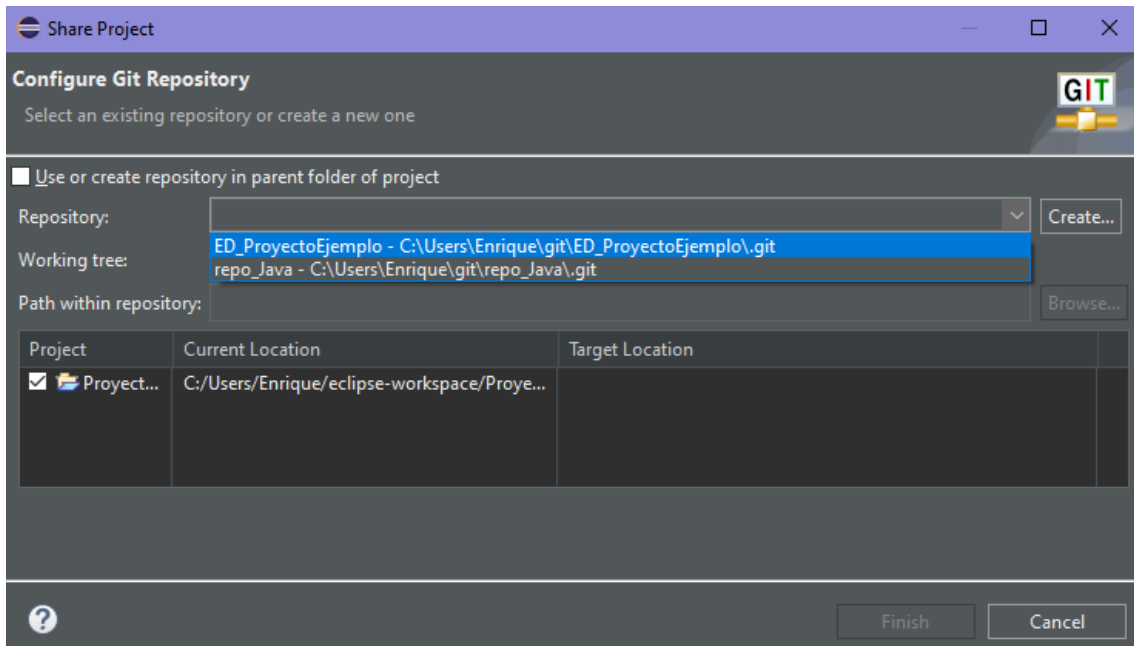 Share Project
Configure Git Repository
Select an existing repository or create a new one
GIT
Use or create repository in parent folder of project
Repository:
Create...
ED_ProyectoEjemplo - C:\Users\Enrique\git\ED_ProyectoEjemplo\.git
Working tree:
repo_Java - C:\Users\Enrique\git\repo_Java\.git
Path within repository:
Browse...
Project Current Location Target Location
Proyect... C:/Users/Enrique/eclipse-workspace/Proye...
?
Finish Cancel